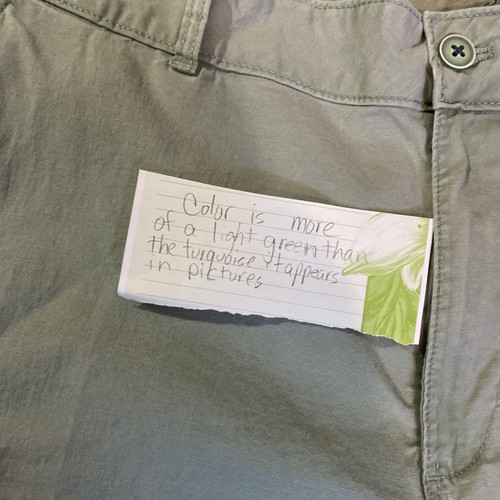 Color is more
of a light green than
the turquoise it appears
in pictures